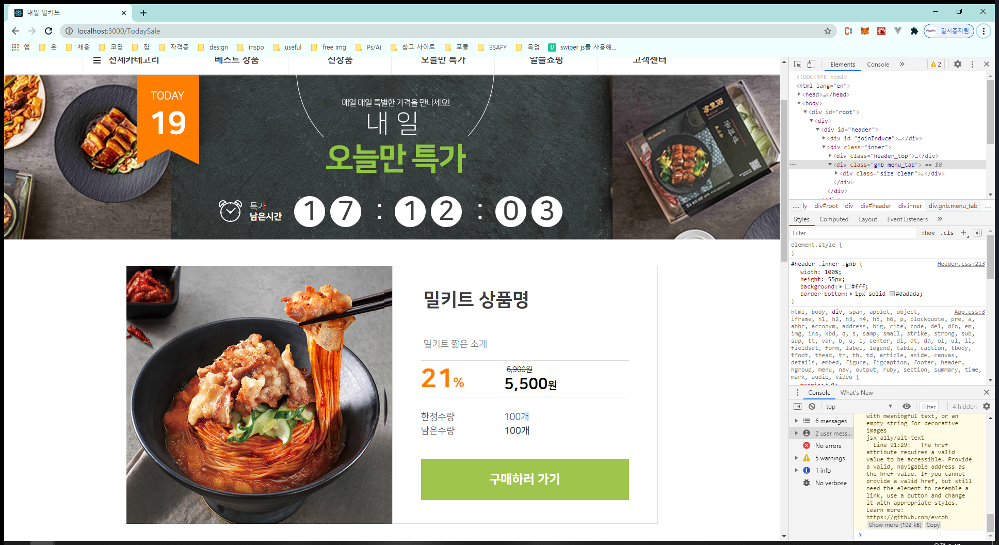 내일 밀키트
localhost:3000/TodaySale
일시중지됨
앱 옷 채용 코딩 잡 자격증 design inspo useful free img Ps/Ai 참고 사이트 포폴 SSAFY 목업 swiper js를 사용해...
전체카테고리 베스트 상품 신상품 오늘만 특가 알뜰쇼핑 고객센터
TODAY
19
매일 매일 특별한 가격을 만나세요!
내일
오늘만 특가
특가
남은시간
17 : 12 : 03
밀키트 상품명
밀키트 짧은 소개
21%
6,900원
5,500원
한정수량 100개
남은수량 100개
구매하러 가기
Elements Console » 2
<!DOCTYPE html>
<html lang="en">
<head>…</head>
<body>
<div id="root">
<div>
<div id="header">
<div id="joinInduce">…</div>
<div class="inner">
<div class="header_top">…</div>
<div class="gnb menu_tab"> == $0
<div class="size clear">…</div>
</div>
</div>
… dy div#root div div#header div.inner div.gnb.menu_tab …
Styles Computed Layout Event Listeners »
Filter :hov .cls +
element.style {
}
#header .inner .gnb { Header.css:213
width: 100%;
height: 55px;
background: #fff;
border-bottom: 1px solid #dadada;
}
html, body, div, span, applet, object, App.css:3
iframe, h1, h2, h3, h4, h5, h6, p, blockquote, pre, a,
abbr, acronym, address, big, cite, code, del, dfn, em,
img, ins, kbd, q, s, samp, small, strike, strong, sub,
sup, tt, var, b, u, i, center, dl, dt, dd, ol, ul, li,
fieldset, form, label, legend, table, caption, tbody,
tfoot, thead, tr, th, td, article, aside, canvas,
details, embed, figure, figcaption, footer, header,
hgroup, menu, nav, output, ruby, section, summary, time,
mark, audio, video {
margin: 0;
Console What's New
top Filter 4 hidden
6 messages
2 user mess...
No errors
5 warnings
1 info
No verbose
with meaningful text, or an
empty string for decorative
images
jsx-a11y/alt-text
Line 91:29: The href
attribute requires a valid
value to be accessible. Provide
a valid, navigable address as
the href value. If you cannot
provide a valid href, but still
need the element to resemble a
link, use a button and change
it with appropriate styles.
Learn more:
https://github.com/evcoh
Show more (102 kB) Copy